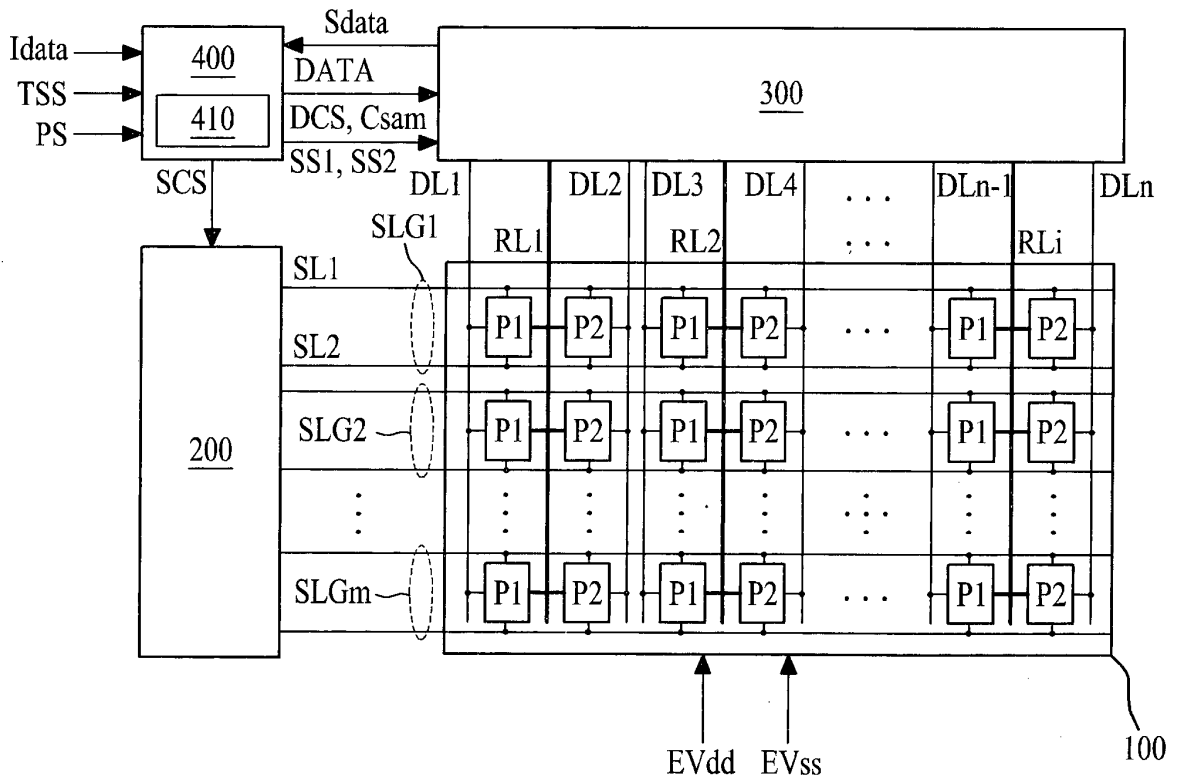 Sdata
Idata
400
TSS
DATA
300
410
DCS, Csam
PS
SS1, SS2
SCS
DL1
DL2
DL3
DL4
. . .
DLn-1
DLn
SLG1
RL1
RL2
. . .
RLi
SL1
P1 P2 P1 P2 . . . P1 P2
SL2
SLG2
P1 P2 P1 P2 . . . P1 P2
200
SLGm
P1 P2 P1 P2 . . . P1 P2
100
EVdd
EVss